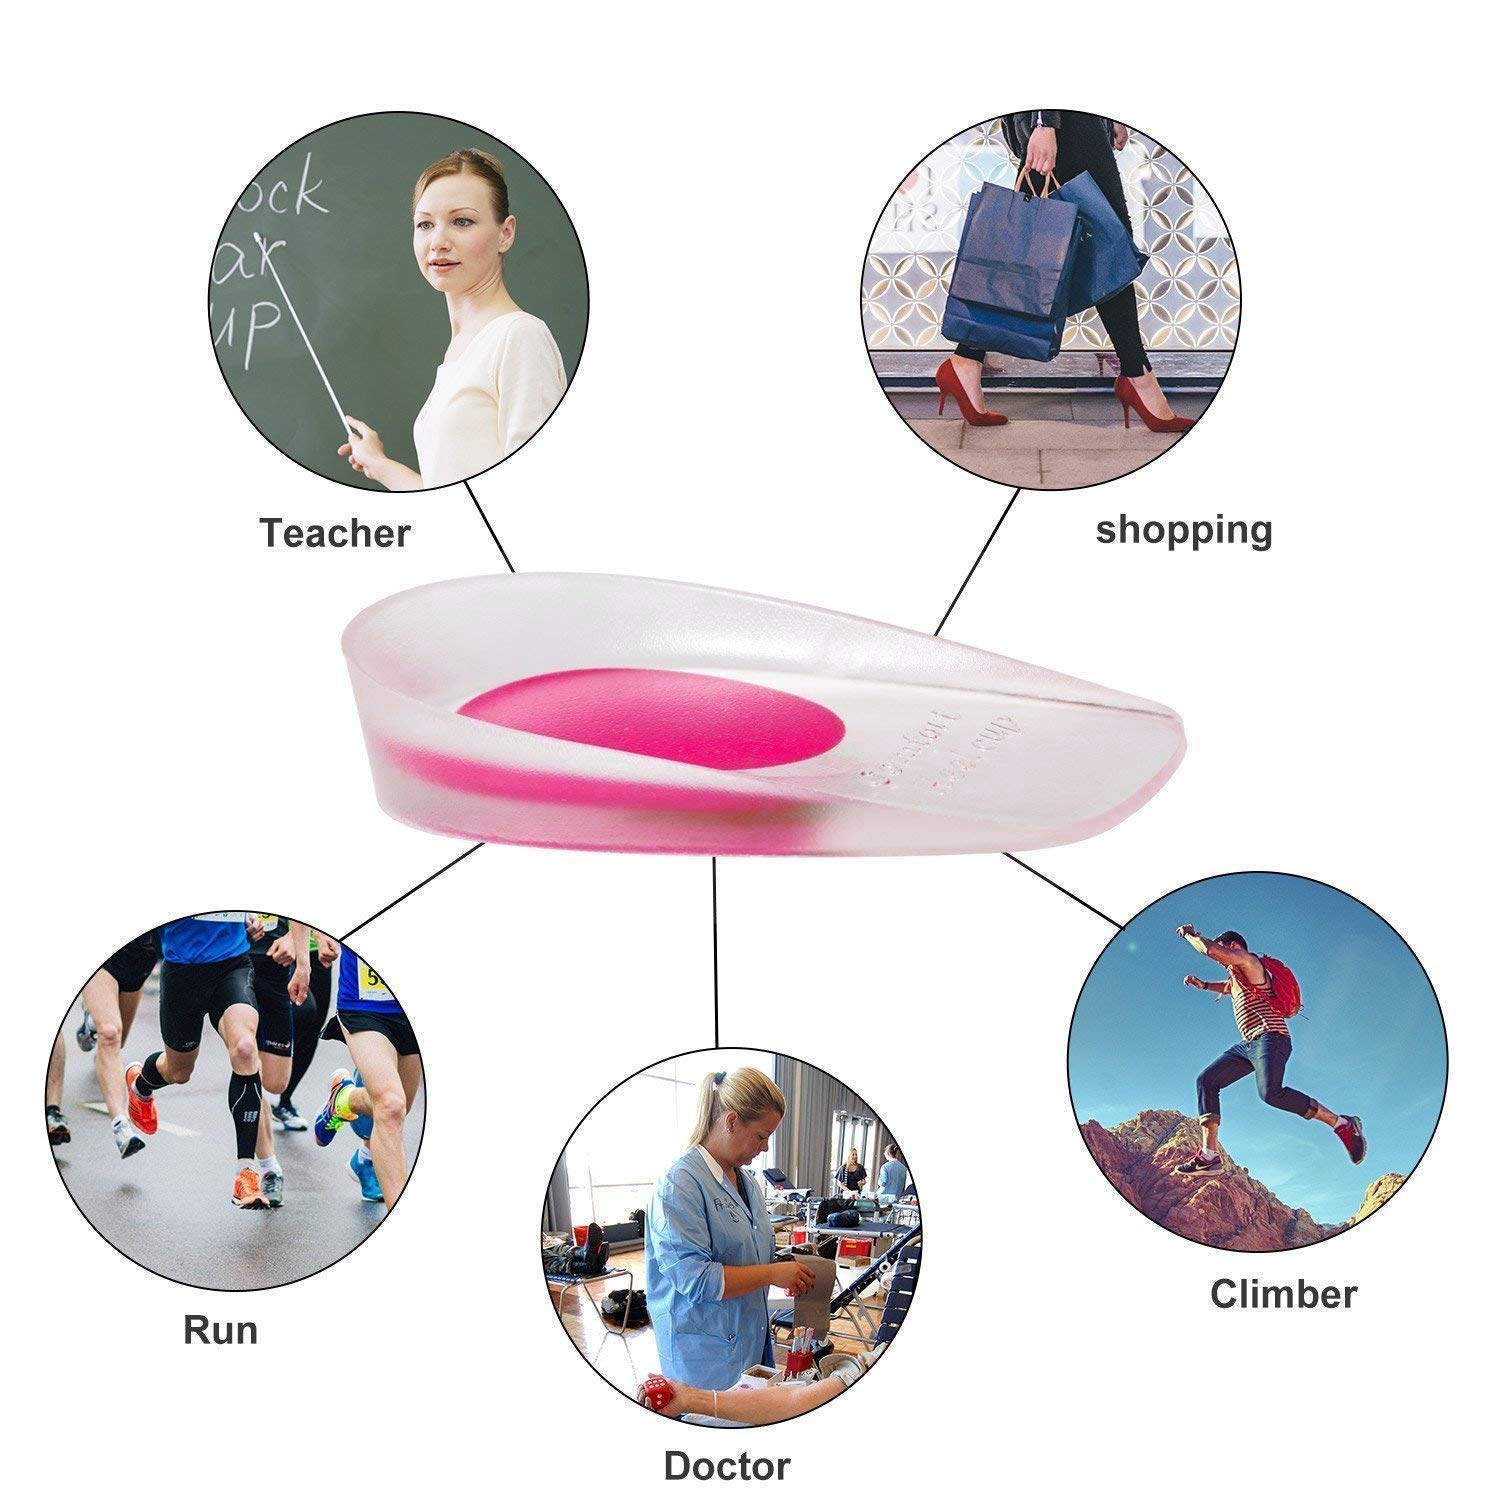 ock
ar
up
Teacher
shopping
Comfort
heel cup
Run
Doctor
Climber